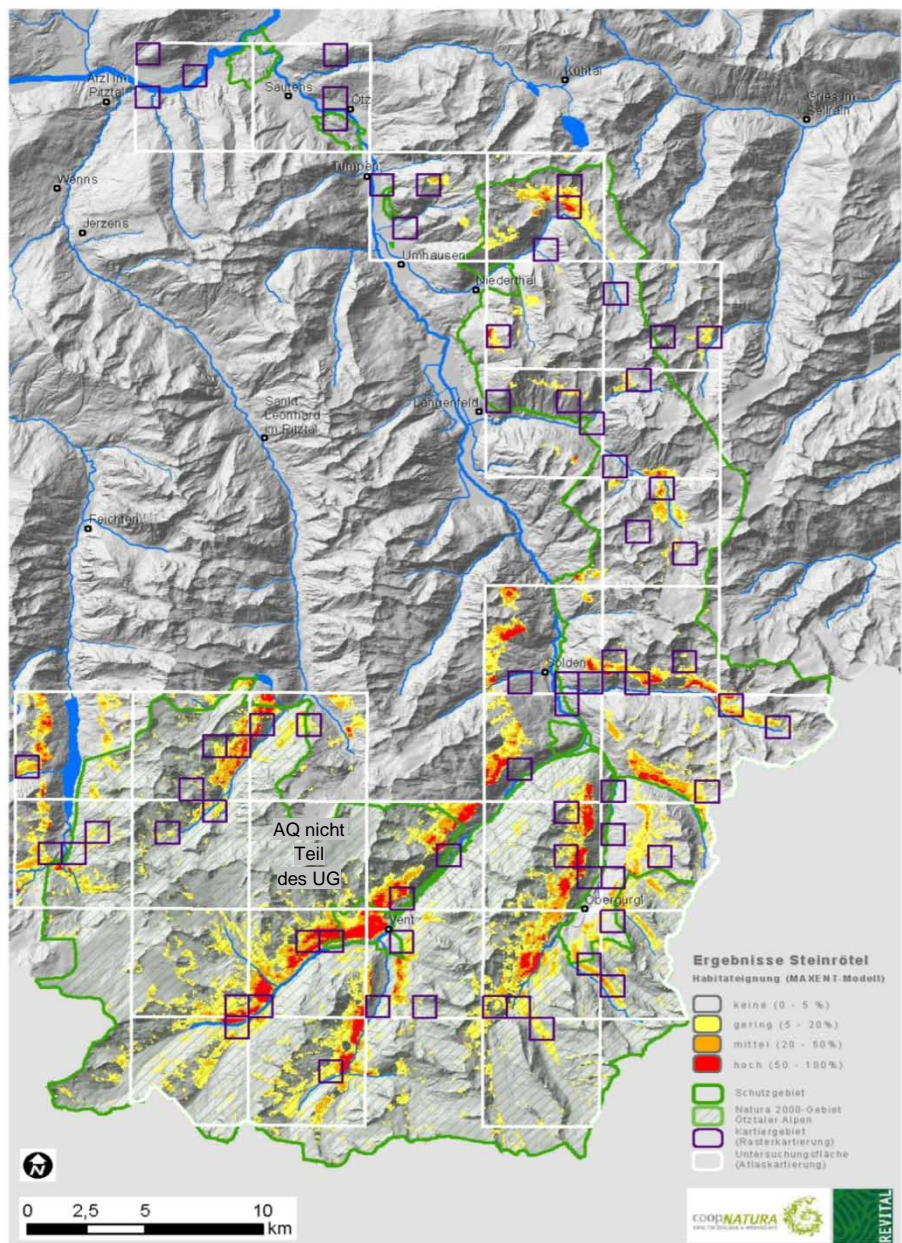 Kühtai
Arzl im
Pitztal
Sautens
Ötz
Gries im
Sellrain
Tumpen
Wenns
Jerzens
Umhausen
Niederthai
Längenfeld
Sankt
Leonhard
im Pitztal
Feichten
Sölden
AQ nicht
Teil
des UG
Obergurgl
Vent
Ergebnisse Steinrötel
Habitateignung (MAXENT-Modell)
keine (0 - 5 %)
gering (5 - 20%)
mittel (20 - 50%)
hoch (50 - 100%)
Schutzgebiet
Natura 2000-Gebiet
Ötztaler Alpen
Kartiergebiet
(Rasterkartierung)
Untersuchungsfläche
(Atlaskartierung)
N
0 2,5 5 10
km
coopNATURA
REVITAL